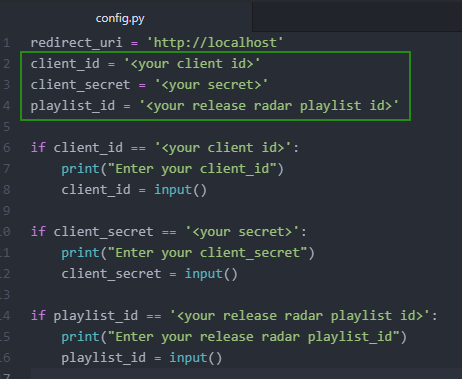 config.py
1 redirect_uri = 'http://localhost'
2 client_id = '<your client id>'
3 client_secret = '<your secret>'
4 playlist_id = '<your release radar playlist id>'
5
6 if client_id == '<your client id>':
7     print("Enter your client_id")
8     client_id = input()
9
10 if client_secret == '<your secret>':
11     print("Enter your client_secret")
12     client_secret = input()
13
14 if playlist_id == '<your release radar playlist id>':
15     print("Enter your release radar playlist_id")
16     playlist_id = input()
17